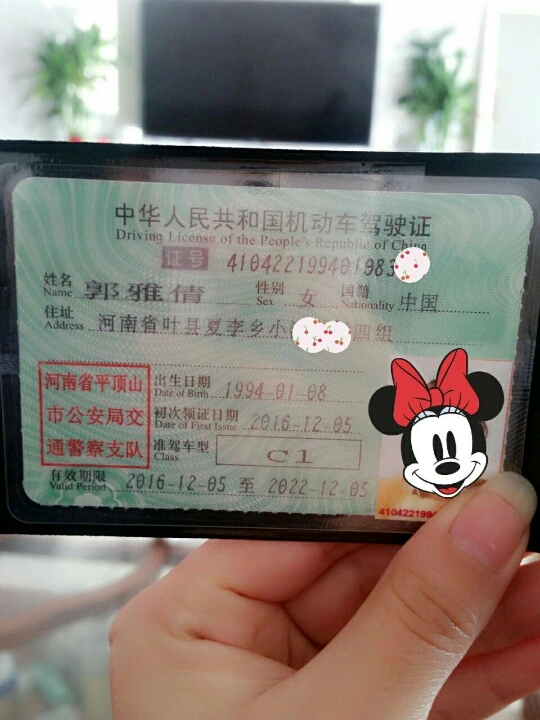 中华人民共和国机动车驾驶证
Driving License of the People's Republic of China
证号 410422199401083
姓名 郭雅倩 性别 女 国籍 中国
Name Sex Nationality
住址 河南省叶县夏李乡小 四组
Address
河南省平顶山
市公安局交
通警察支队
出生日期 1994-01-08
Date of Birth
初次领证日期 2016-12-05
Date of First Issue
准驾车型 C1
Class
有效期限 2016-12-05 至 2022-12-05
Valid Period
410422199